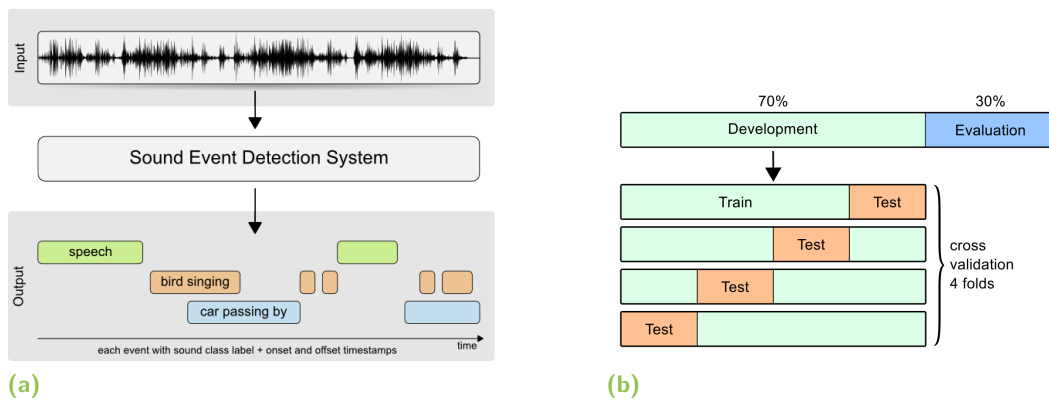 Input
Sound Event Detection System
Output
speech
bird singing
car passing by
time
each event with sound class label + onset and offset timestamps
(a)
70%
30%
Development
Evaluation
Train
Test
Test
Test
Test
cross
validation
4 folds
(b)